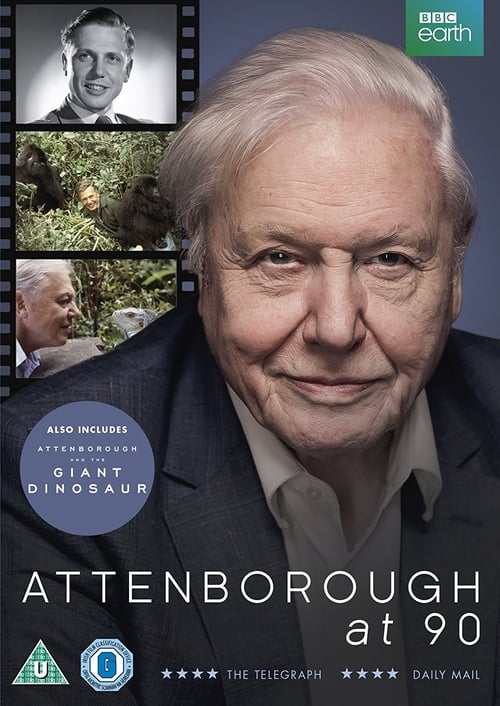 BBC
earth
ALSO INCLUDES
ATTENBOROUGH
AND THE
GIANT
DINOSAUR
ATTENBOROUGH
at 90
U
G
★★★★ THE TELEGRAPH ★★★★ DAILY MAIL